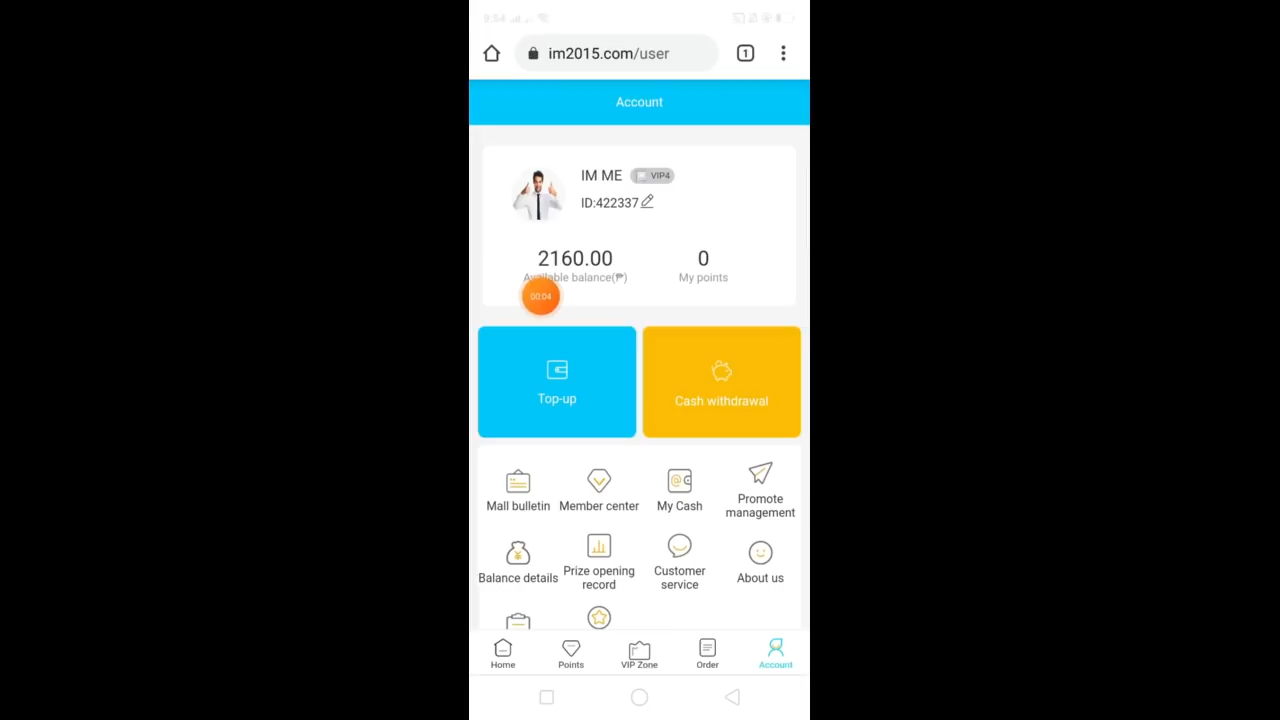 9:54
im2015.com/user
1
Account
IM ME VIP4
ID:422337
2160.00
0
Available balance(₱)
My points
00:04
Top-up
Cash withdrawal
Mall bulletin
Member center
My Cash
Promote
management
Balance details
Prize opening
record
Customer
service
About us
Home
Points
VIP Zone
Order
Account